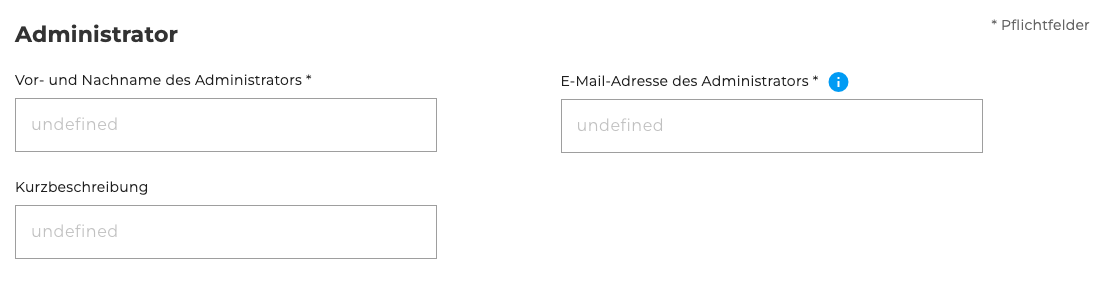 Administrator
* Pflichtfelder
Vor- und Nachname des Administrators *
undefined
E-Mail-Adresse des Administrators *
undefined
Kurzbeschreibung
undefined